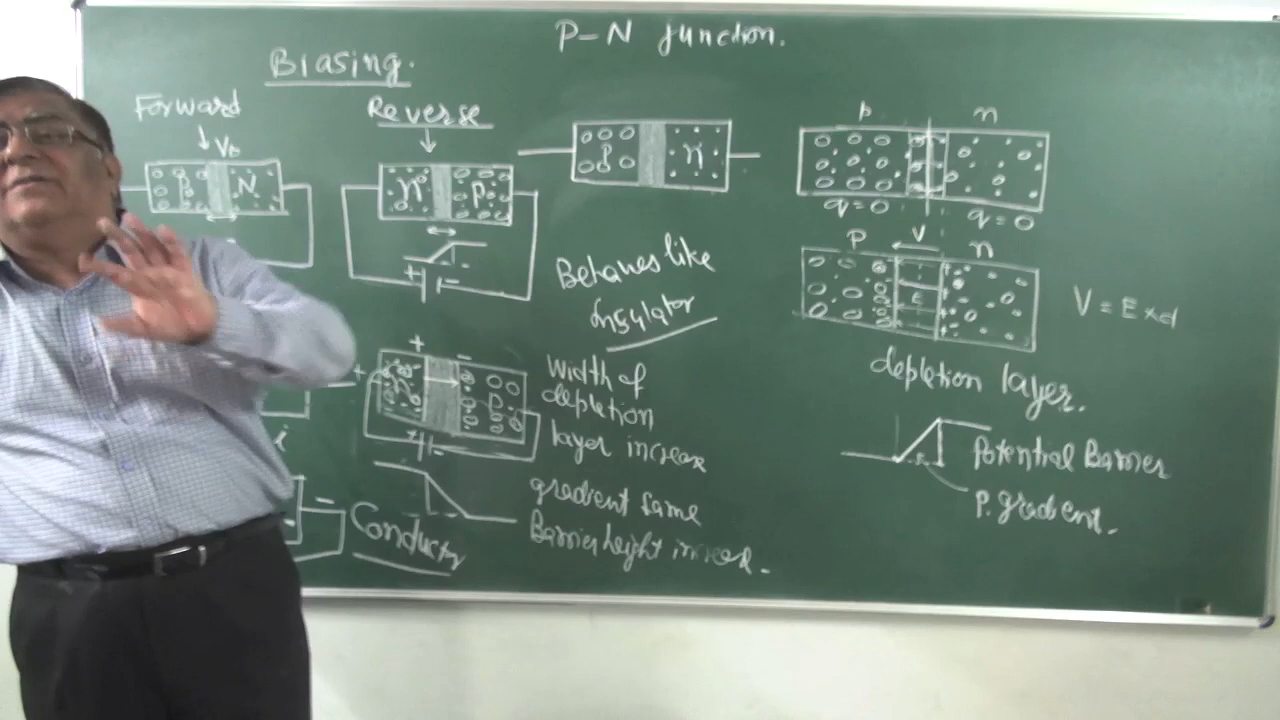 P-N junction.
Biasing.
Forward
Reverse
P
N
n
P
P
n
p
n
q=0
q=0
P
V
n
E
V = E x d
Behaves like
Insulator
depletion layer.
+
-
+
-
+
-
+
n
P
Width of
depletion
layer increase
i
Potential Barrier
P. gradient.
gradient same
Barrier height increase.
-
Conducts